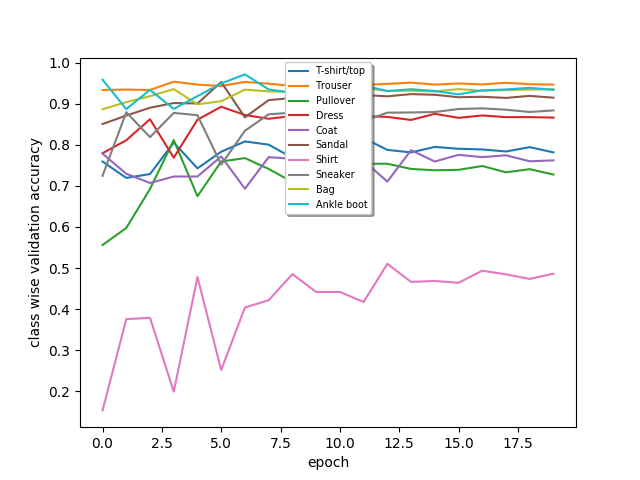 1.0
0.9
0.8
0.7
0.6
0.5
0.4
0.3
0.2
class wise validation accuracy
T-shirt/top
Trouser
Pullover
Dress
Coat
Sandal
Shirt
Sneaker
Bag
Ankle boot
0.0 2.5 5.0 7.5 10.0 12.5 15.0 17.5
epoch